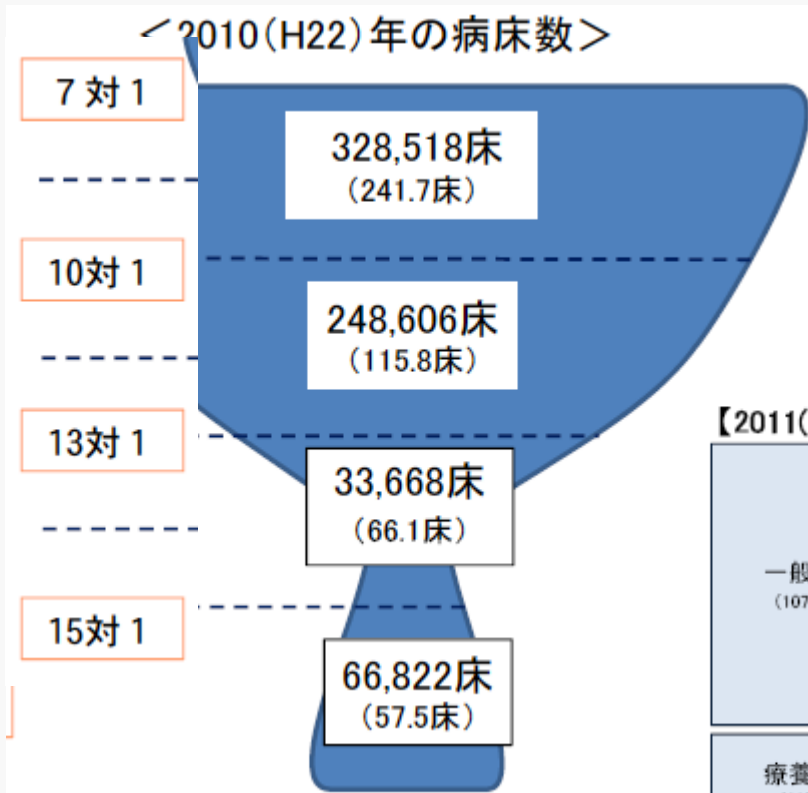 <2010(H22)年の病床数>
7対1
328,518床
(241.7床)
10対1
248,606床
(115.8床)
13対1
33,668床
(66.1床)
15対1
66,822床
(57.5床)
【2011(
一般
(107
療養